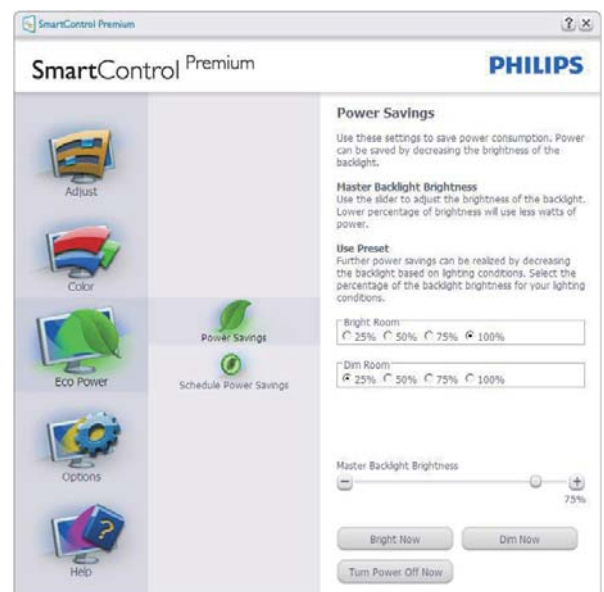 SmartControl Premium
SmartControl Premium
PHILIPS
Adjust
Color
Eco Power
Options
Help
Power Savings
Schedule Power Savings
Power Savings
Use these settings to save power consumption. Power
can be saved by decreasing the brightness of the
backlight.
Master Backlight Brightness
Use the slider to adjust the brightness of the backlight.
Lower percentage of brightness will use less watts of
power.
Use Preset
Further power savings can be realized by decreasing
the backlight based on lighting conditions. Select the
percentage of the backlight brightness for your lighting
conditions.
Bright Room
25% 50% 75% 100%
Dim Room
25% 50% 75% 100%
Master Backlight Brightness
75%
Bright Now
Dim Now
Turn Power Off Now